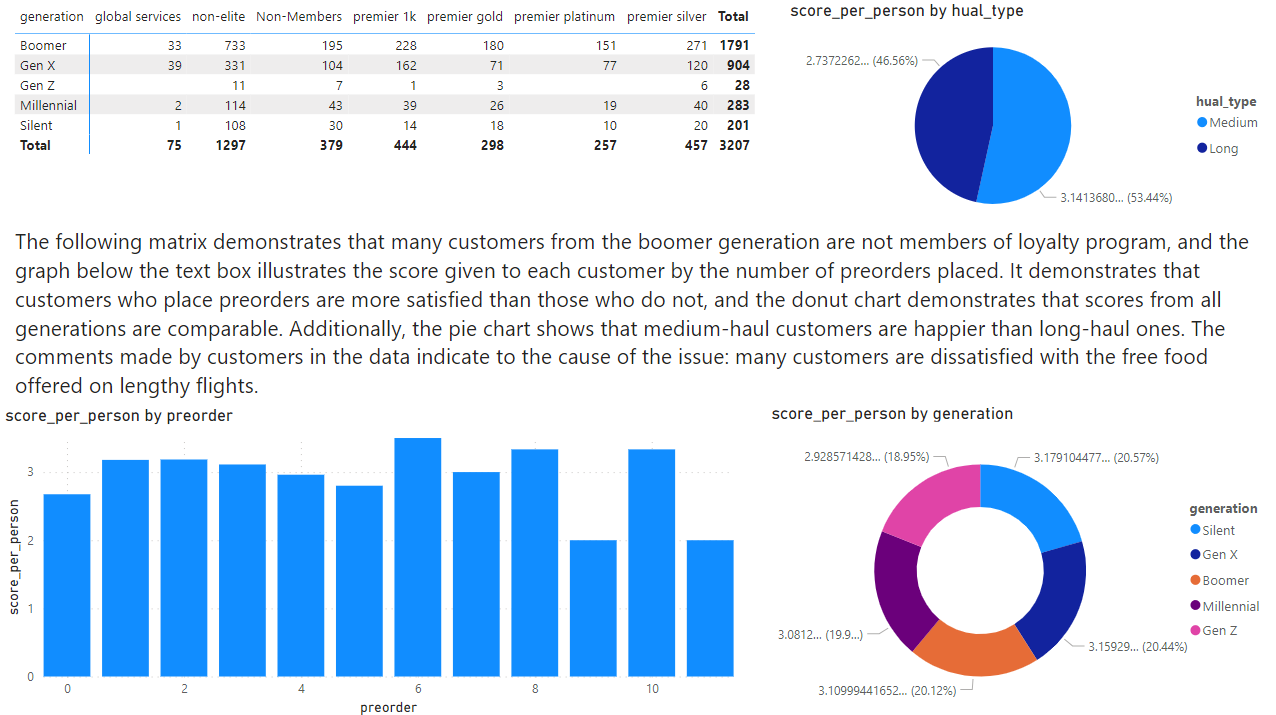 generation global services non-elite Non-Members premier 1k premier gold premier platinum premier silver Total
Boomer 33 733 195 228 180 151 271 1791
Gen X 39 331 104 162 71 77 120 904
Gen Z 11 7 1 3 6 28
Millennial 2 114 43 39 26 19 40 283
Silent 1 108 30 14 18 10 20 201
Total 75 1297 379 444 298 257 457 3207
score_per_person by hual_type
2.7372262... (46.56%)
3.1413680... (53.44%)
hual_type
Medium
Long
The following matrix demonstrates that many customers from the boomer generation are not members of loyalty program, and the
graph below the text box illustrates the score given to each customer by the number of preorders placed. It demonstrates that
customers who place preorders are more satisfied than those who do not, and the donut chart demonstrates that scores from all
generations are comparable. Additionally, the pie chart shows that medium-haul customers are happier than long-haul ones. The
comments made by customers in the data indicate to the cause of the issue: many customers are dissatisfied with the free food
offered on lengthy flights.
score_per_person by preorder
score_per_person
3
2
1
0
0 2 4 6 8 10
preorder
score_per_person by generation
2.928571428... (18.95%)
3.179104477... (20.57%)
3.0812... (19.9...)
3.15929... (20.44%)
3.10999441652... (20.12%)
generation
Silent
Gen X
Boomer
Millennial
Gen Z